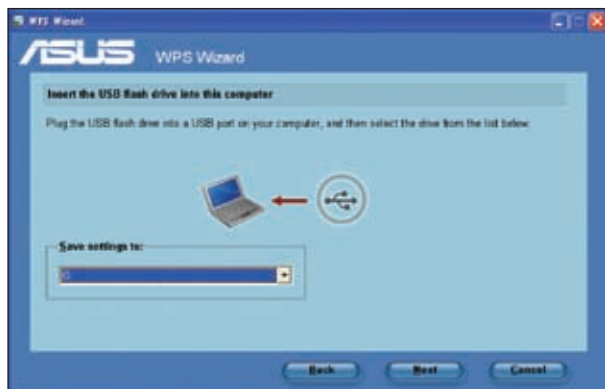 WPS Wizard
ASUS WPS Wizard
Insert the USB flash drive into this computer
Plug the USB flash drive into a USB port on your computer, and then select the drive from the list below.
Save settings to:
Back Next Cancel